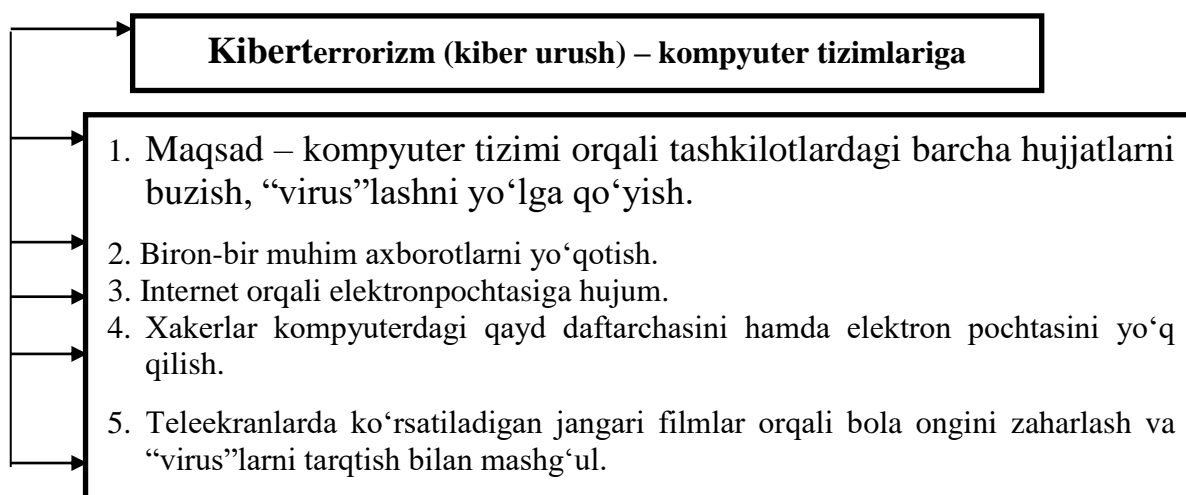 Kiberterrorizm (kiber urush) – kompyuter tizimlariga
1. Maqsad – kompyuter tizimi orqali tashkilotlardagi barcha hujjatlarni
buzish, “virus”lashni yo‘lga qo‘yish.
2. Biron-bir muhim axborotlarni yo‘qotish.
3. Internet orqali elektronpochtasiga hujum.
4. Xakerlar kompyuterdagi qayd daftarchasini hamda elektron pochtasini yo‘q
qilish.
5. Teleekranlarda ko‘rsatiladigan jangari filmlar orqali bola ongini zaharlash va
“virus”larni tarqtish bilan mashg‘ul.